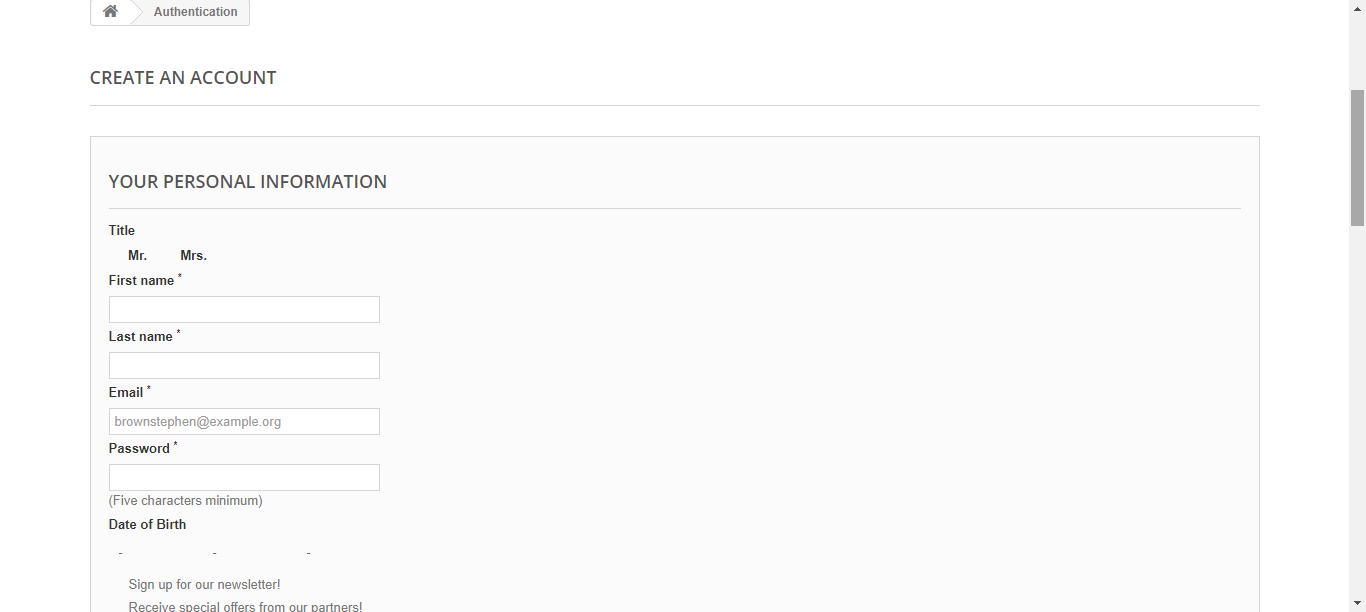 Authentication
CREATE AN ACCOUNT
YOUR PERSONAL INFORMATION
Title
Mr. Mrs.
First name *
Last name *
Email *
brownstephen@example.org
Password *
(Five characters minimum)
Date of Birth
- - -
Sign up for our newsletter!
Receive special offers from our partners!